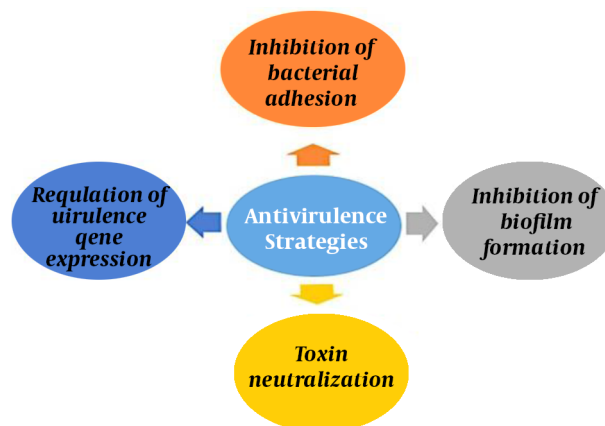 Inhibition of
bacterial
adhesion
Requlation of
uirulence
qene
expression
Antivirulence
Strategies
Inhibition of
biofilm
formation
Toxin
neutralization